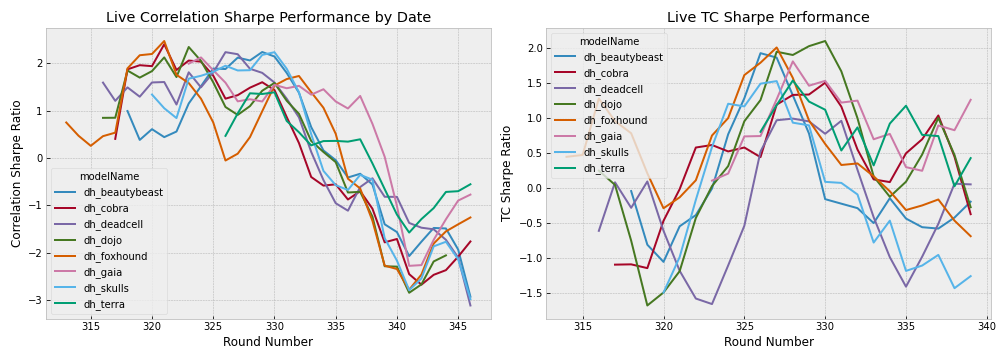 Live Correlation Sharpe Performance by Date
Correlation Sharpe Ratio
2
1
0
−1
−2
−3
modelName
dh_beautybeast
dh_cobra
dh_deadcell
dh_dojo
dh_foxhound
dh_gaia
dh_skulls
dh_terra
315 320 325 330 335 340 345
Round Number
Live TC Sharpe Performance
TC Sharpe Ratio
2.0
1.5
1.0
0.5
0.0
−0.5
−1.0
−1.5
modelName
dh_beautybeast
dh_cobra
dh_deadcell
dh_dojo
dh_foxhound
dh_gaia
dh_skulls
dh_terra
315 320 325 330 335 340
Round Number